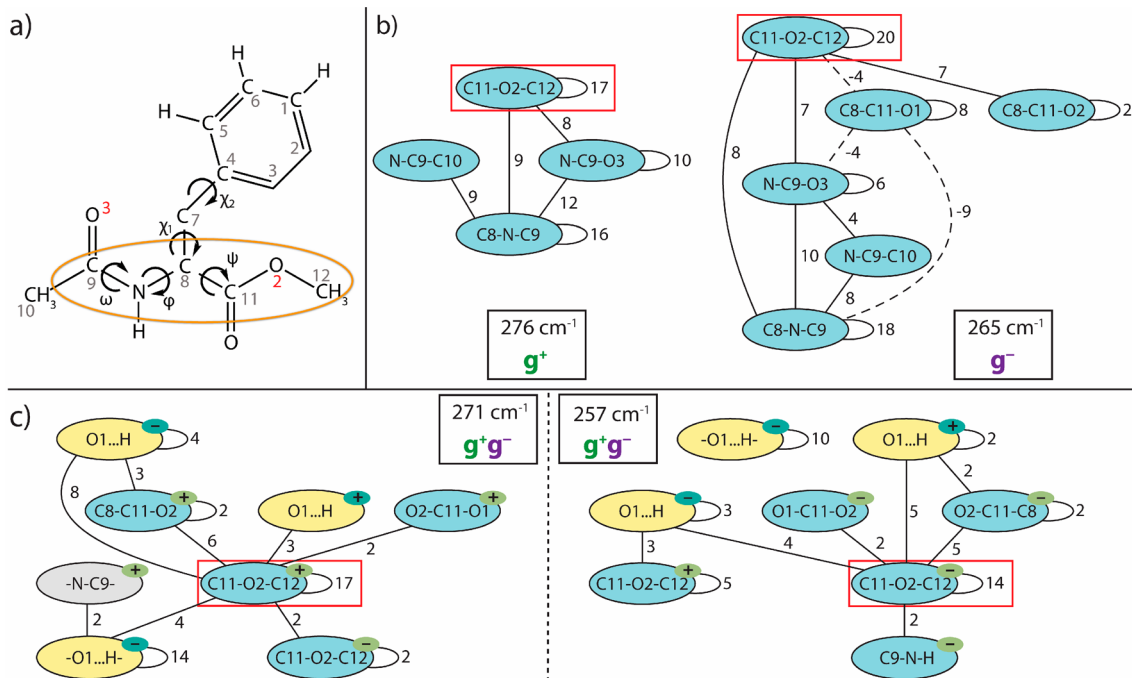 a)
H
H
6
1
H
5
2
4
3
3
O
C
C
C
C
7
χ₂
χ₁
C
9
N
C
8
C
11
O
2
12
CH₃
CH₃
10
ω
φ
ψ
H
O
b)
C11-O2-C12
17
8
N-C9-C10
9
N-C9-O3
10
9
12
C8-N-C9
16
276 cm⁻¹
g⁺
C11-O2-C12
20
-4
7
C8-C11-O1
8
C8-C11-O2
2
7
8
-4
N-C9-O3
6
-9
4
10
N-C9-C10
8
C8-N-C9
18
265 cm⁻¹
g⁻
c)
271 cm⁻¹
g⁺g⁻
O1...H
−
4
3
8
C8-C11-O2
+
2
O1...H
+
O2-C11-O1
+
6
3
2
-N-C9-
+
C11-O2-C12
+
17
2
4
2
-O1...H-
−
14
C11-O2-C12
−
2
257 cm⁻¹
g⁺g⁻
-O1...H-
−
10
O1...H
+
2
2
O1...H
−
3
O1-C11-O2
−
5
O2-C11-C8
−
2
3
4
2
5
C11-O2-C12
+
5
C11-O2-C12
−
14
2
C9-N-H
−